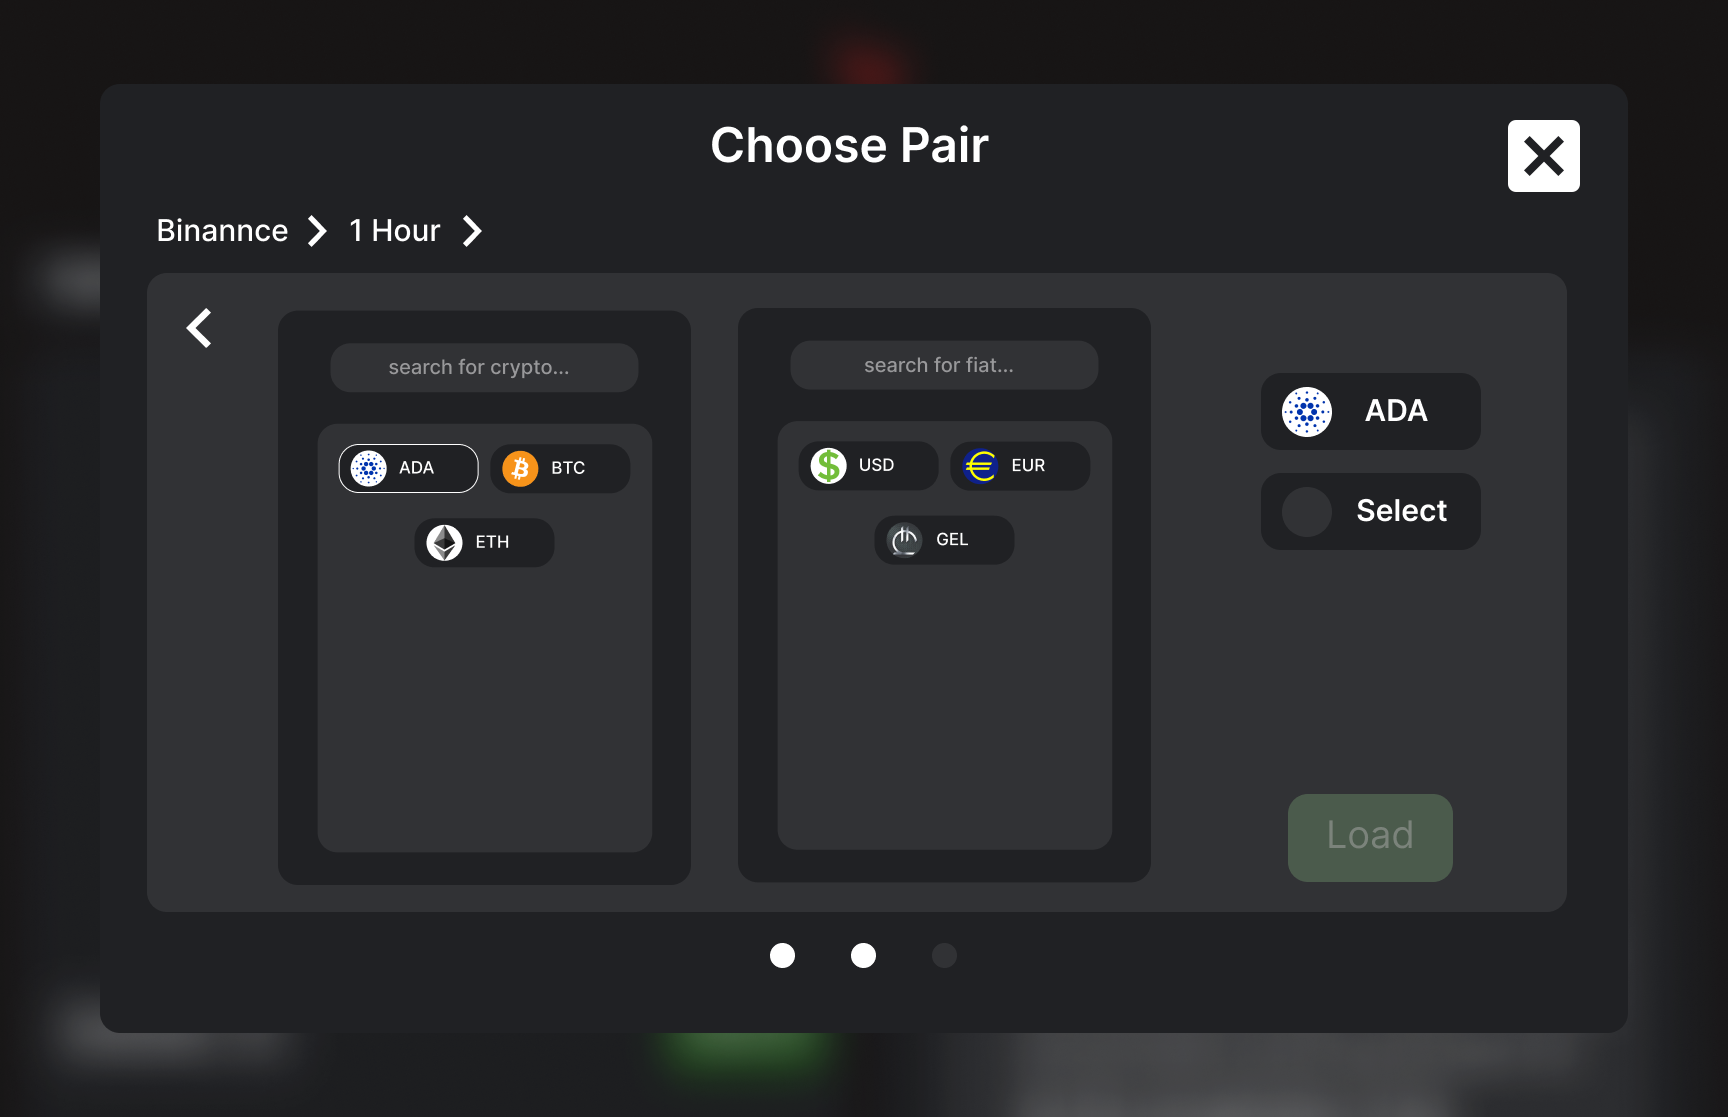 Choose Pair
Binannce
1 Hour
search for crypto...
ADA
BTC
ETH
search for fiat...
USD
EUR
GEL
ADA
Select
Load